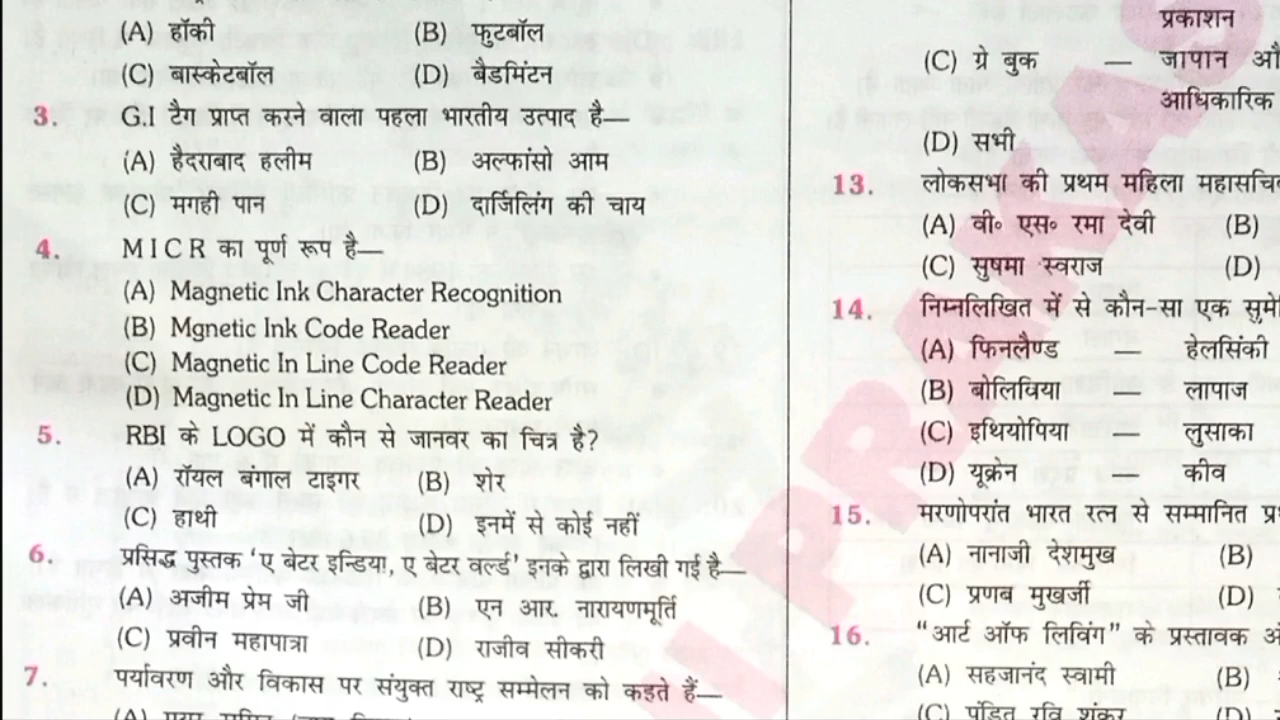 (A) हॉकी (B) फुटबॉल
(C) बास्केटबॉल (D) बैडमिंटन
3. G.I टैग प्राप्त करने वाला पहला भारतीय उत्पाद है—
(A) हैदराबाद हलीम (B) अल्फांसो आम
(C) मगही पान (D) दार्जिलिंग की चाय
4. M I C R का पूर्ण रूप है—
(A) Magnetic Ink Character Recognition
(B) Mgnetic Ink Code Reader
(C) Magnetic In Line Code Reader
(D) Magnetic In Line Character Reader
5. RBI के LOGO में कौन से जानवर का चित्र है?
(A) रॉयल बंगाल टाइगर (B) शेर
(C) हाथी (D) इनमें से कोई नहीं
6. प्रसिद्ध पुस्तक ‘ए बेटर इन्डिया, ए बेटर वर्ल्ड’ इनके द्वारा लिखी गई है—
(A) अजीम प्रेम जी (B) एन आर. नारायणमूर्ति
(C) प्रवीन महापात्रा (D) राजीव सीकरी
7. पर्यावरण और विकास पर संयुक्त राष्ट्र सम्मेलन को कहते हैं—
(A)
प्रकाशन
(C) ग्रे बुक — जापान औ
आधिकारिक
(D) सभी
13. लोकसभा की प्रथम महिला महासचिव
(A) वी॰ एस॰ रमा देवी (B)
(C) सुषमा स्वराज (D)
14. निम्नलिखित में से कौन-सा एक सुमे
(A) फिनलैण्ड — हेलसिंकी
(B) बोलिविया — लापाज
(C) इथियोपिया — लुसाका
(D) यूक्रेन — कीव
15. मरणोपरांत भारत रत्न से सम्मानित प्र
(A) नानाजी देशमुख (B)
(C) प्रणब मुखर्जी (D)
16. “आर्ट ऑफ लिविंग” के प्रस्तावक
(A) सहजानंद स्वामी (B)
(C) पंडित रवि शंकर (D)